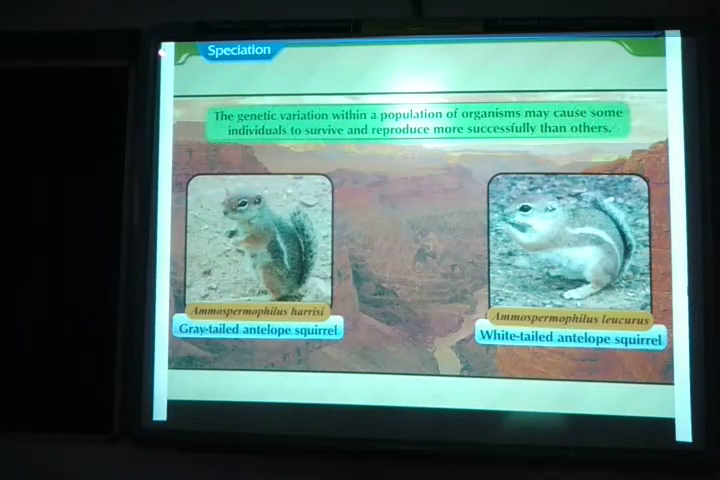 Speciation
The genetic variation within a population of organisms may cause some
individuals to survive and reproduce more successfully than others.
Ammospermophilus harrisi
Gray-tailed antelope squirrel
Ammospermophilus leucurus
White-tailed antelope squirrel